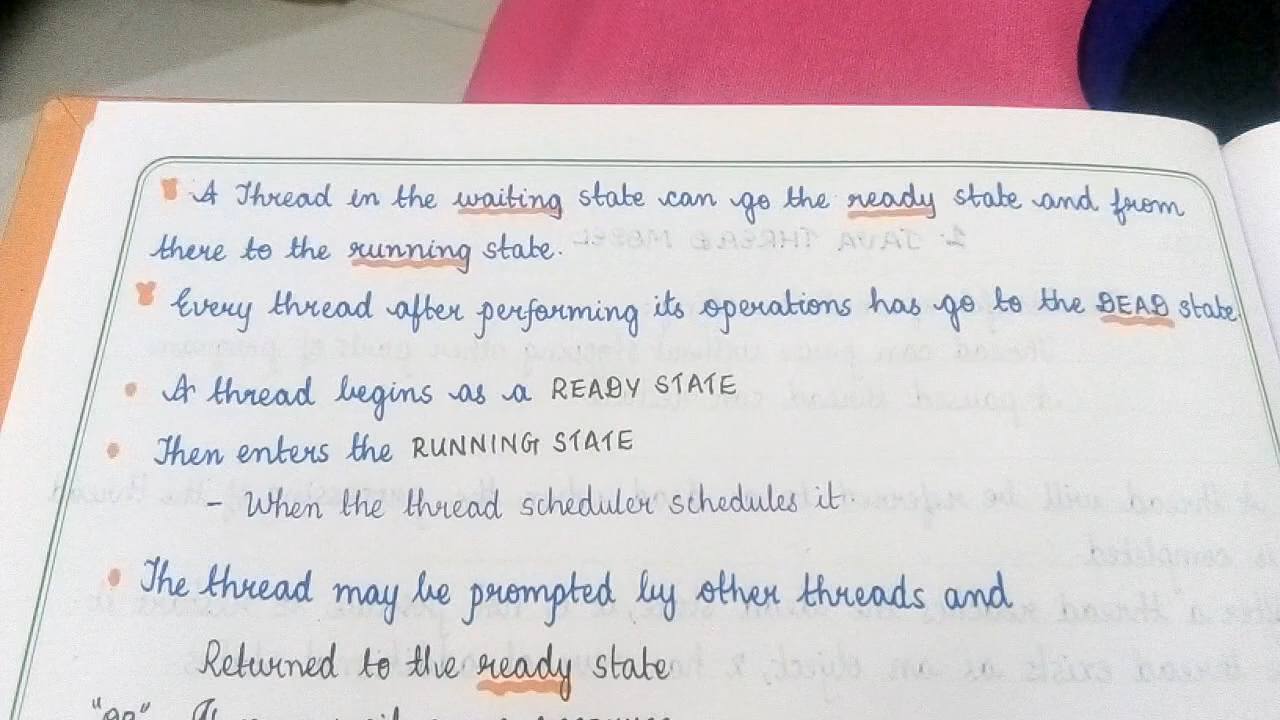 A Thread in the waiting state can go the ready state and from
there to the running state.
Every thread after performing its operations has go to the DEAD state
• A thread begins as a READY STATE
• Then enters the RUNNING STATE
- When the thread scheduler schedules it
• The thread may be prompted by other threads and
Returned to the ready state